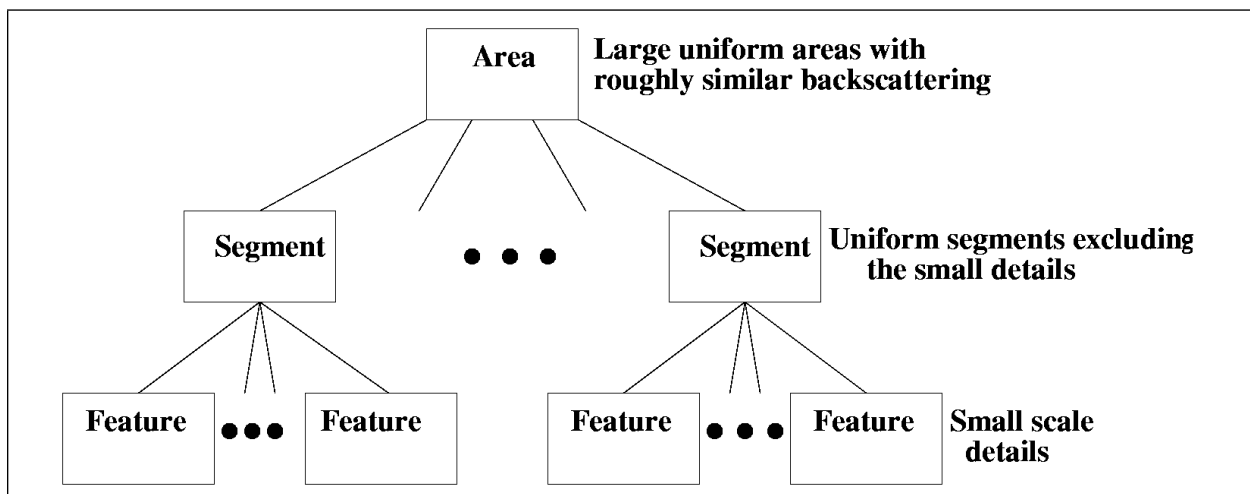 Area
Large uniform areas with
roughly similar backscattering
Segment
Segment
Uniform segments excluding
the small details
Feature
Feature
Feature
Feature
Small scale
details